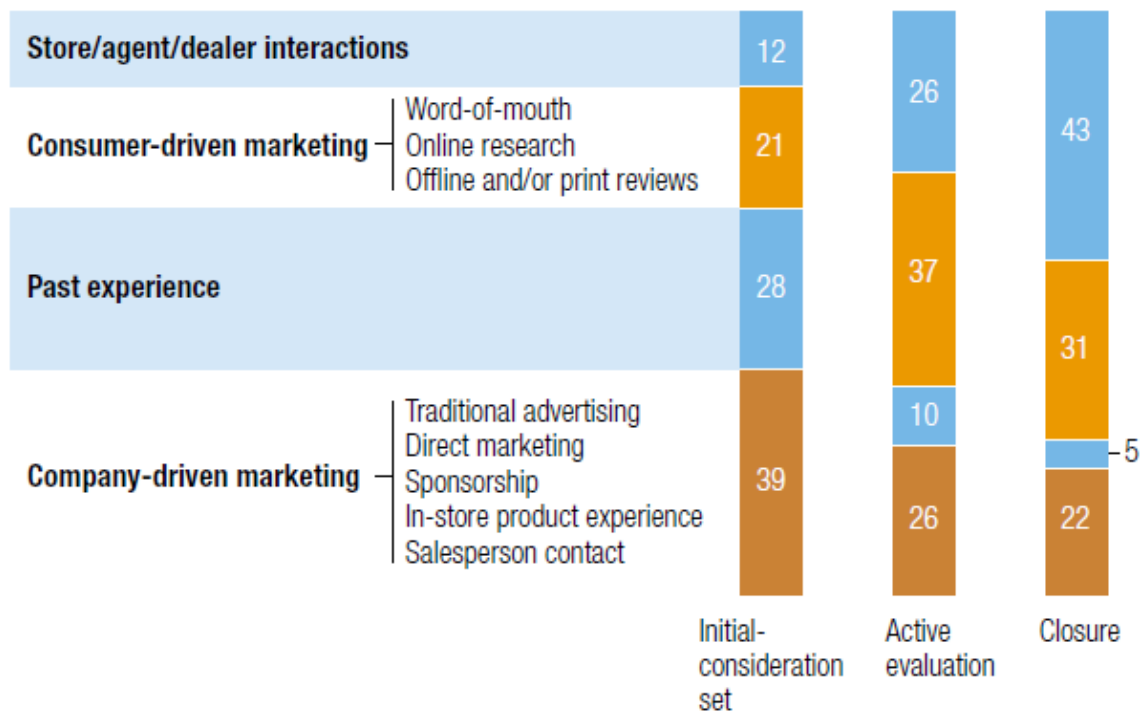 Store/agent/dealer interactions
12
26
43
Consumer-driven marketing
Word-of-mouth
Online research
Offline and/or print reviews
21
37
31
Past experience
28
10
5
Company-driven marketing
Traditional advertising
Direct marketing
Sponsorship
In-store product experience
Salesperson contact
39
26
22
Initial-
consideration
set
Active
evaluation
Closure